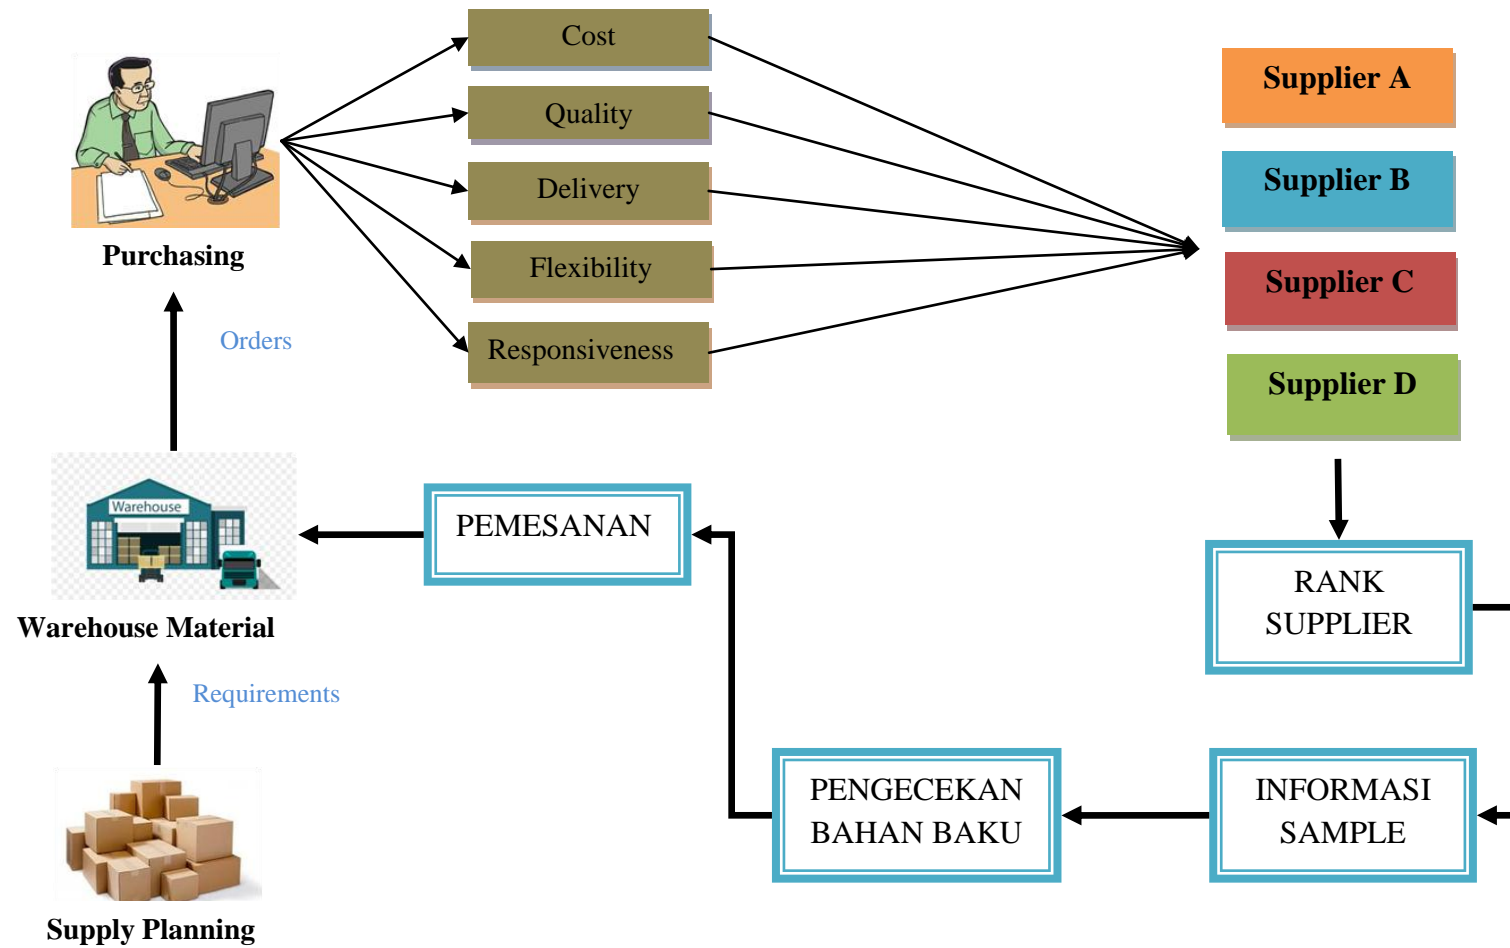 Cost
Supplier A
Quality
Supplier B
Delivery
Purchasing
Flexibility
Supplier C
Orders
Responsiveness
Supplier D
Warehouse
PEMESANAN
RANK
SUPPLIER
Warehouse Material
Requirements
PENGECEKAN
BAHAN BAKU
INFORMASI
SAMPLE
Supply Planning